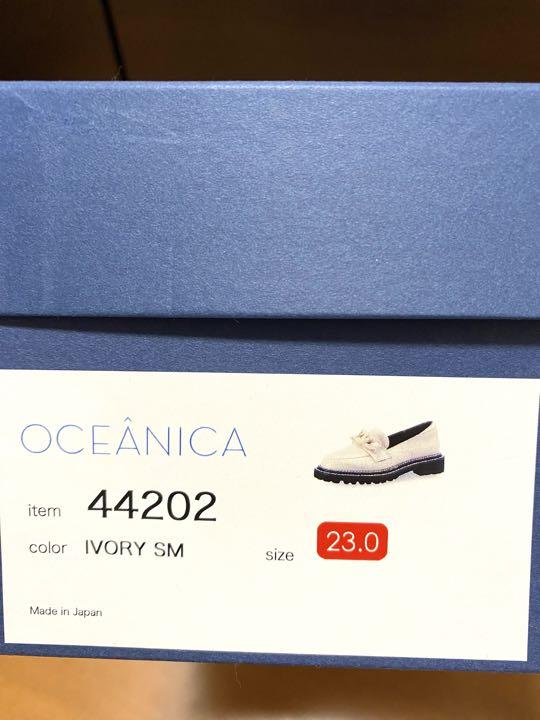 OCEÂNICA
item 44202
color IVORY SM
size 23.0
Made in Japan